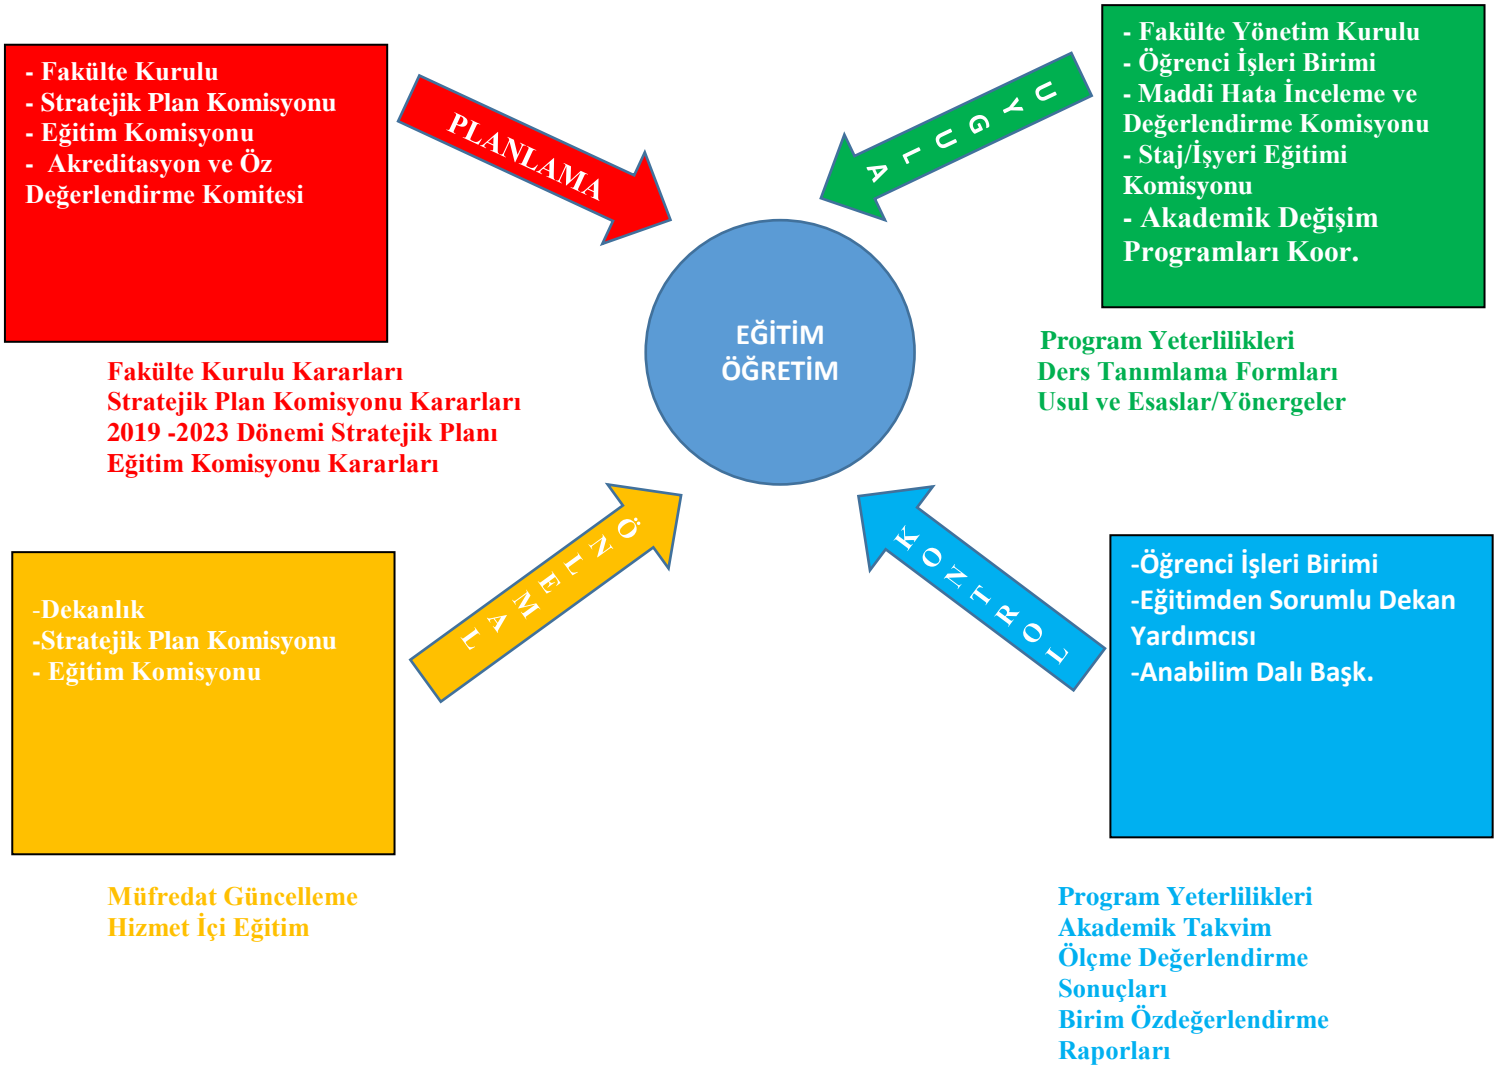 - Fakülte Kurulu
- Stratejik Plan Komisyonu
- Eğitim Komisyonu
- Akreditasyon ve Öz
Değerlendirme Komitesi
PLANLAMA
Fakülte Kurulu Kararları
Stratejik Plan Komisyonu Kararları
2019 -2023 Dönemi Stratejik Planı
Eğitim Komisyonu Kararları
UYGULA
- Fakülte Yönetim Kurulu
- Öğrenci İşleri Birimi
- Maddi Hata İnceleme ve
Değerlendirme Komisyonu
- Staj/İşyeri Eğitimi
Komisyonu
- Akademik Değişim
Programları Koor.
Program Yeterlilikleri
Ders Tanımlama Formları
Usul ve Esaslar/Yönergeler
EĞİTİM
ÖĞRETİM
-Dekanlık
-Stratejik Plan Komisyonu
- Eğitim Komisyonu
ÖNLEMAL
Müfredat Güncelleme
Hizmet İçi Eğitim
KONTROL
-Öğrenci İşleri Birimi
-Eğitimden Sorumlu Dekan
Yardımcısı
-Anabilim Dalı Başk.
Program Yeterlilikleri
Akademik Takvim
Ölçme Değerlendirme
Sonuçları
Birim Özdeğerlendirme
Raporları